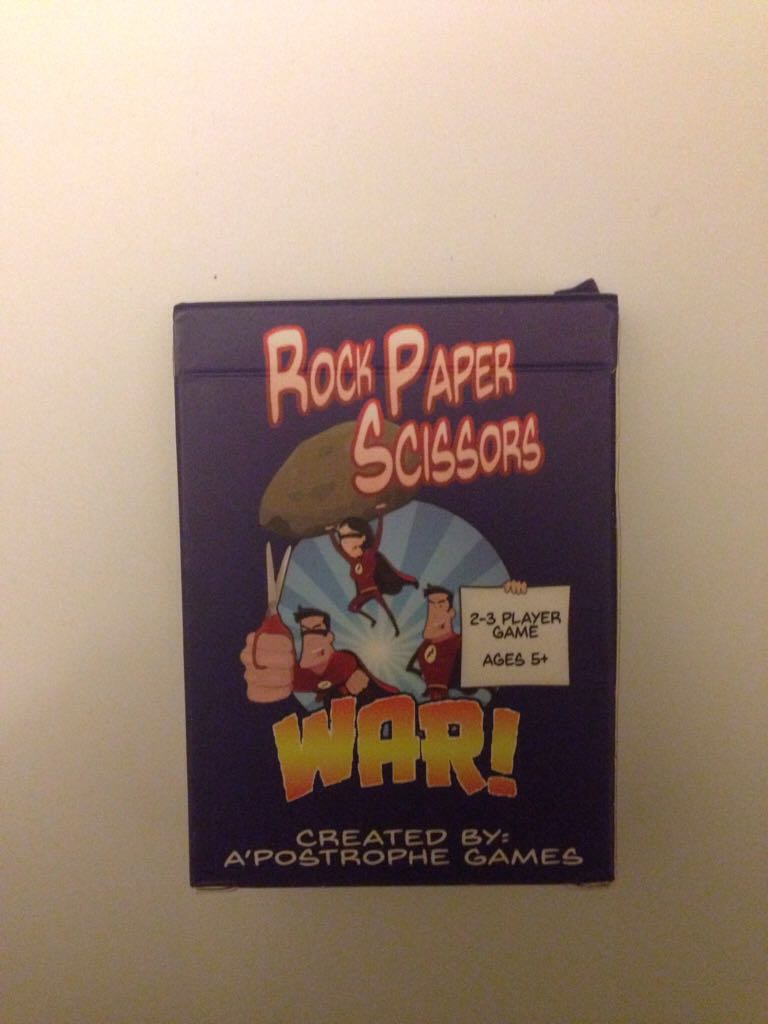 ROCK PAPER
SCISSORS
2-3 PLAYER
GAME
AGES 5+
WAR!
CREATED BY:
A'POSTROPHE GAMES